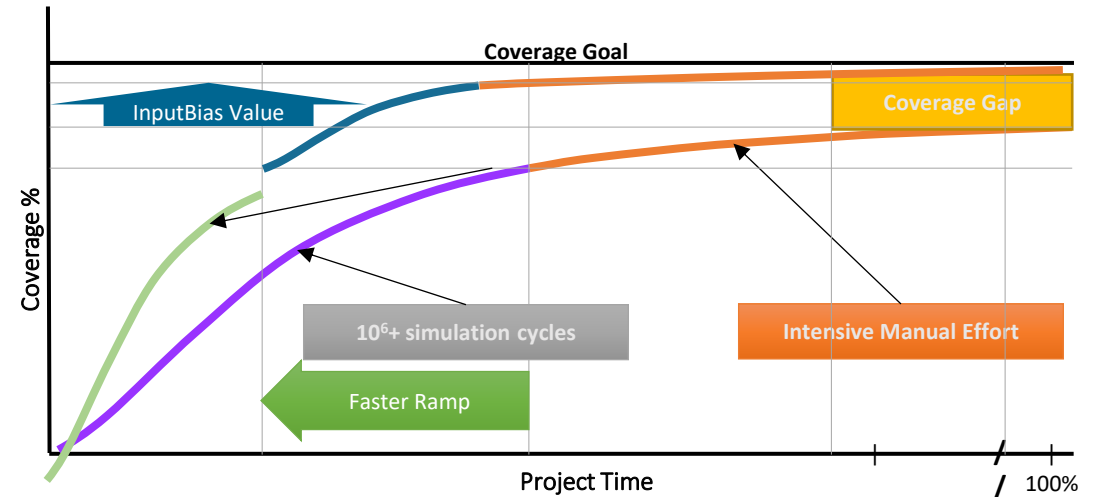 Coverage Goal
InputBias Value
Coverage Gap
Coverage %
10⁶+ simulation cycles
Intensive Manual Effort
Faster Ramp
Project Time
100%